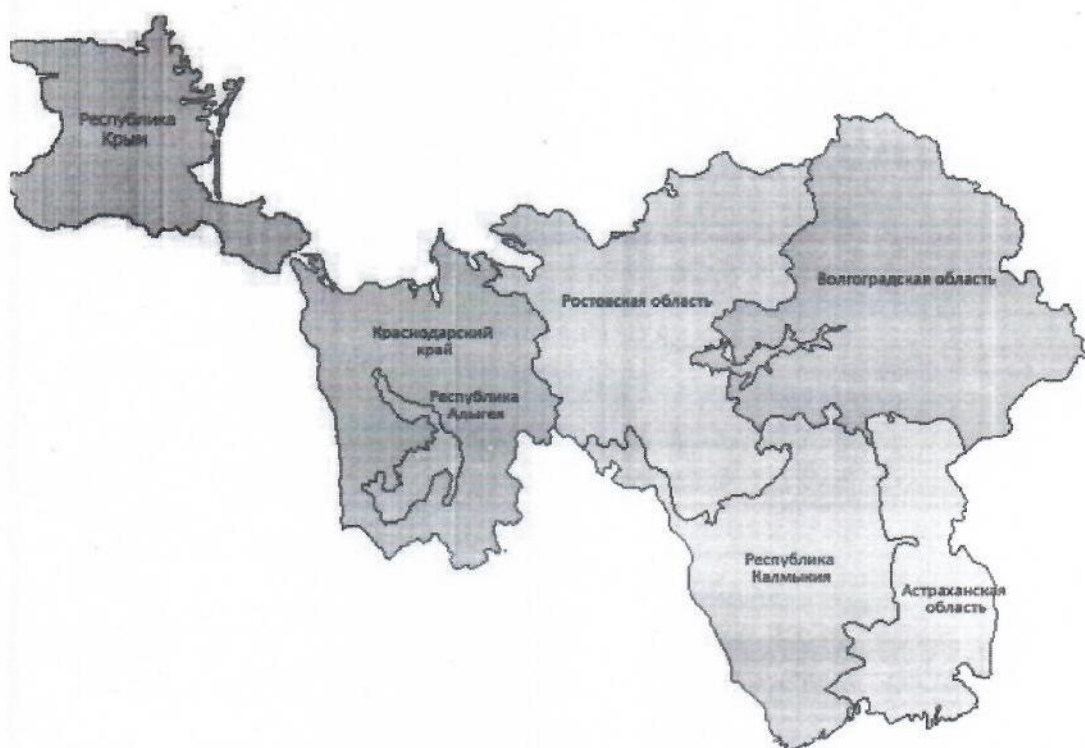 Республика
Крым
Волгоградская область
Ростовская область
Краснодарский
край
Республика
Адыгея
Республика
Калмыкия
Астраханская
область